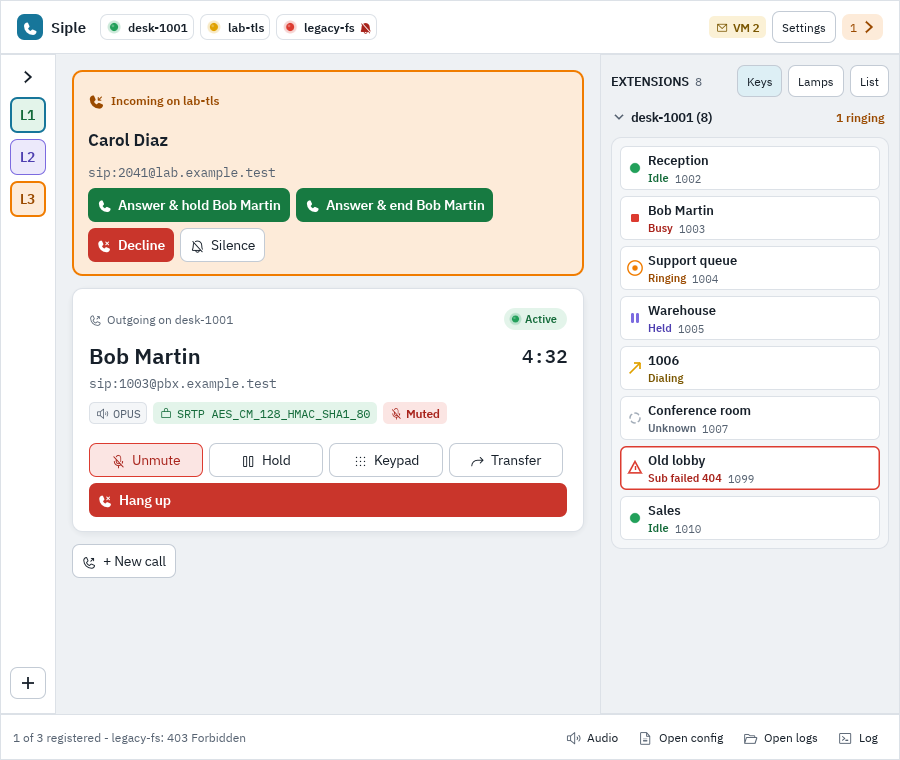 Siple
desk-1001
lab-tls
legacy-fs
VM 2
Settings
1
L1
L2
L3
Incoming on lab-tls
Carol Diaz
sip:2041@lab.example.test
Answer & hold Bob Martin
Answer & end Bob Martin
Decline
Silence
Outgoing on desk-1001
Active
Bob Martin
4:32
sip:1003@pbx.example.test
OPUS
SRTP AES_CM_128_HMAC_SHA1_80
Muted
Unmute
Hold
Keypad
Transfer
Hang up
+ New call
EXTENSIONS 8
Keys
Lamps
List
desk-1001 (8)
1 ringing
Reception
Idle 1002
Bob Martin
Busy 1003
Support queue
Ringing 1004
Warehouse
Held 1005
1006
Dialing
Conference room
Unknown 1007
Old lobby
Sub failed 404 1099
Sales
Idle 1010
+
1 of 3 registered - legacy-fs: 403 Forbidden
Audio
Open config
Open logs
Log